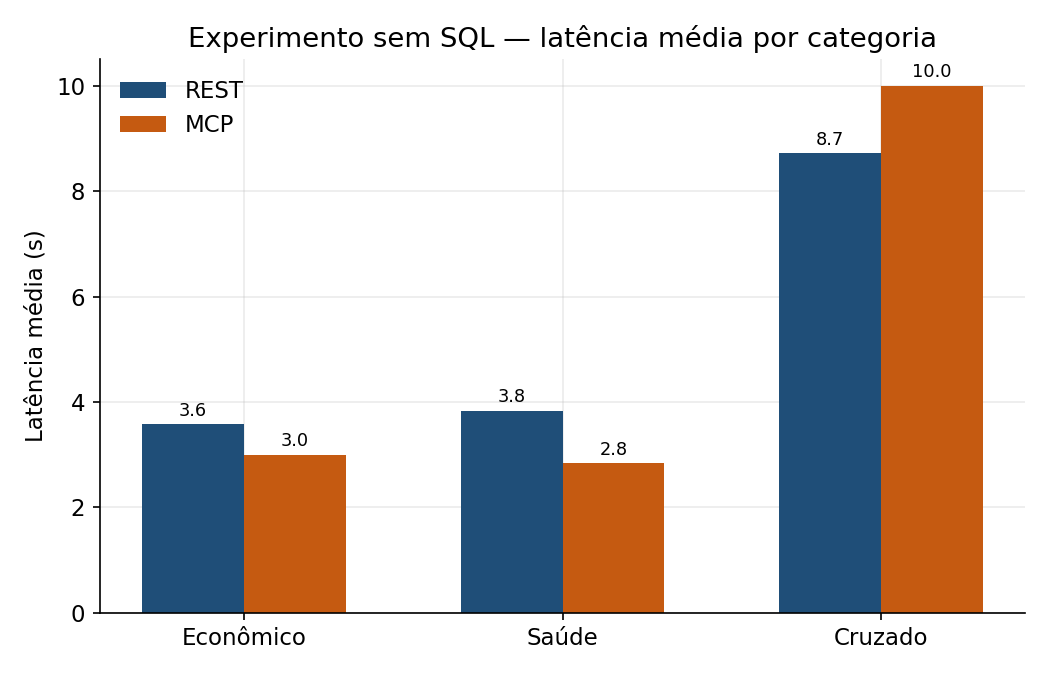 Experimento sem SQL — latência média por categoria
REST
MCP
Latência média (s)
10
8
6
4
2
0
3.6
3.0
3.8
2.8
8.7
10.0
Econômico
Saúde
Cruzado